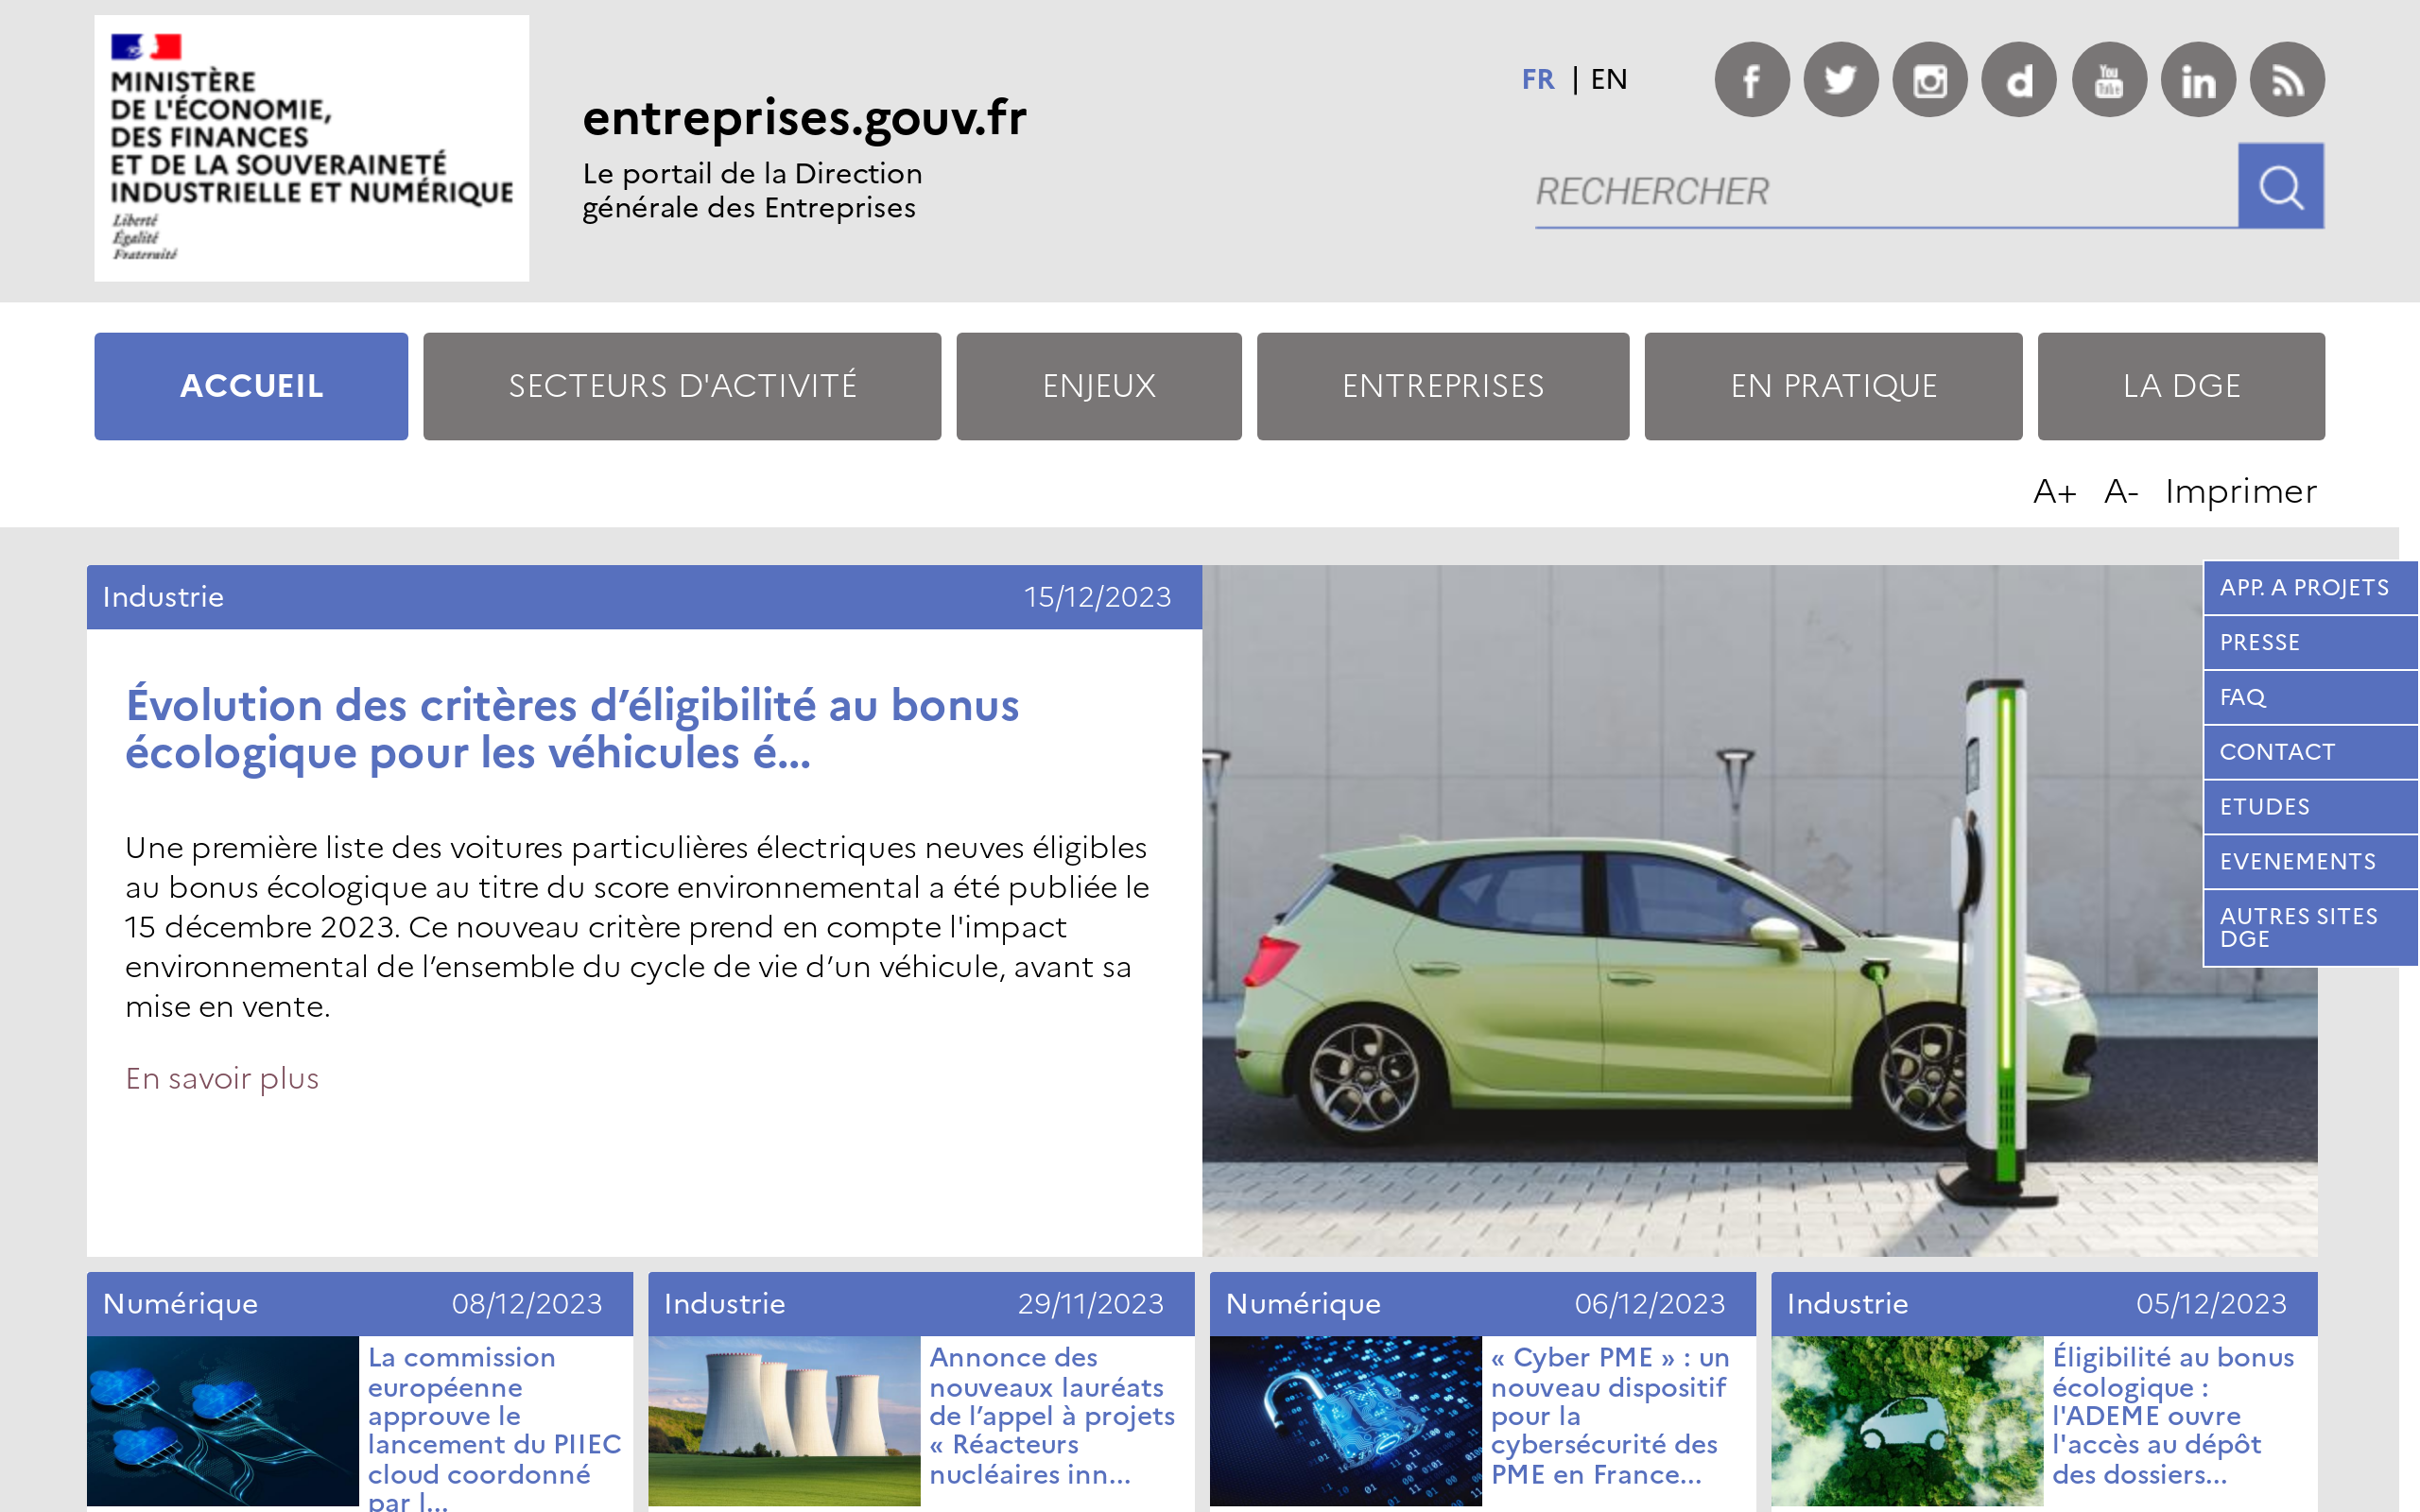 MINISTÈRE
DE L'ÉCONOMIE,
DES FINANCES
ET DE LA SOUVERAINETÉ
INDUSTRIELLE ET NUMÉRIQUE
Liberté
Égalité
Fraternité
entreprises.gouv.fr
Le portail de la Direction
générale des Entreprises
FR | EN
RECHERCHER
ACCUEIL
SECTEURS D'ACTIVITÉ
ENJEUX
ENTREPRISES
EN PRATIQUE
LA DGE
A+ A- Imprimer
Industrie 15/12/2023
Évolution des critères d’éligibilité au bonus
écologique pour les véhicules é...
Une première liste des voitures particulières électriques neuves éligibles
au bonus écologique au titre du score environnemental a été publiée le
15 décembre 2023. Ce nouveau critère prend en compte l'impact
environnemental de l’ensemble du cycle de vie d’un véhicule, avant sa
mise en vente.
En savoir plus
APP. A PROJETS
PRESSE
FAQ
CONTACT
ETUDES
EVENEMENTS
AUTRES SITES
DGE
Numérique 08/12/2023
La commission
européenne
approuve le
lancement du PIIEC
cloud coordonné
par l...
Industrie 29/11/2023
Annonce des
nouveaux lauréats
de l’appel à projets
« Réacteurs
nucléaires inn...
Numérique 06/12/2023
« Cyber PME » : un
nouveau dispositif
pour la
cybersécurité des
PME en France...
Industrie 05/12/2023
Éligibilité au bonus
écologique :
l'ADEME ouvre
l'accès au dépôt
des dossiers...